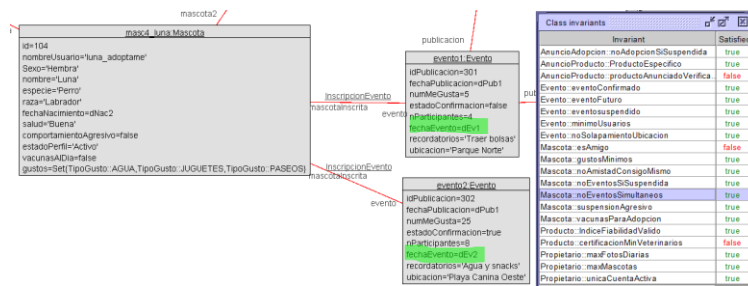 mascota2
masc4_luna:Mascota
id=104
nombreUsuario='luna_adoptame'
Sexo='Hembra'
nombre='Luna'
especie='Perro'
raza='Labrador'
fechaNacimiento=dNac2
salud='Buena'
comportamientoAgresivo=false
estadoPerfil='Activo'
vacunasAlDia=false
gustos=Set{TipoGusto::AGUA,TipoGusto::JUGUETES,TipoGusto::PASEOS}
InscripcionEvento
mascotaInscrita
evento
InscripcionEvento
mascotaInscrita
evento
publicacion
evento1:Evento
idPublicacion=301
fechaPublicacion=dPub1
numMeGusta=5
estadoConfirmacion=false
nParticipantes=4
fechaEvento=dEv1
recordatorios='Traer bolsas'
ubicacion='Parque Norte'
evento2:Evento
idPublicacion=302
fechaPublicacion=dPub1
numMeGusta=25
estadoConfirmacion=true
nParticipantes=8
fechaEvento=dEv2
recordatorios='Agua y snacks'
ubicacion='Playa Canina Oeste'
Class invariants
Invariant Satisfied
AnuncioAdopcion::noAdopcionSiSuspendida true
AnuncioProducto::ProductoEspecifico true
AnuncioProducto::productoAnunciadoVerifica... false
Evento::eventoConfirmado true
Evento::eventoFuturo true
Evento::eventosuspendido true
Evento::minimoUsuarios true
Evento::noSolapamientoUbicacion true
Mascota::esAmigo false
Mascota::gustosMinimos true
Mascota::noAmistadConsigoMismo true
Mascota::noEventosSiSuspendida true
Mascota::noEventosSimultaneos true
Mascota::suspensionAgresivo true
Mascota::vacunasParaAdopcion true
Producto::IndiceFiabilidadValido true
Producto::certificacionMinVeterinarios false
Propietario::maxFotosDiarias true
Propietario::maxMascotas true
Propietario::unicaCuentaActiva true